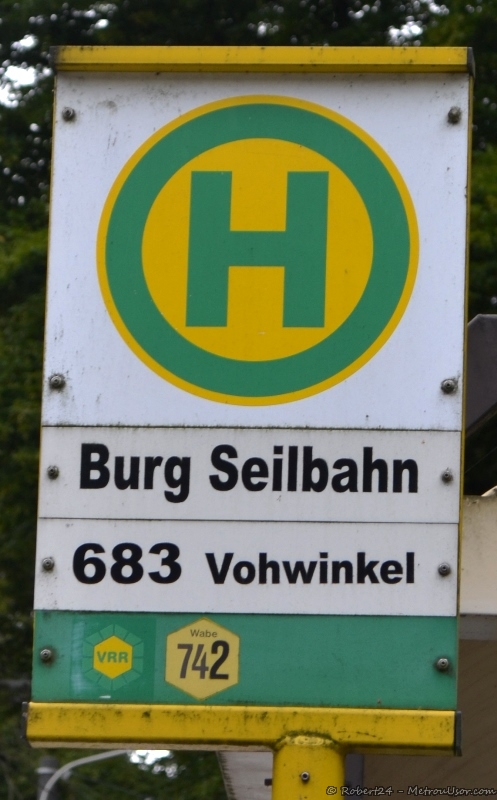 H
Burg Seilbahn
683 Vohwinkel
VRR
Wabe
742
© Robert24 - MetrouUsor.com